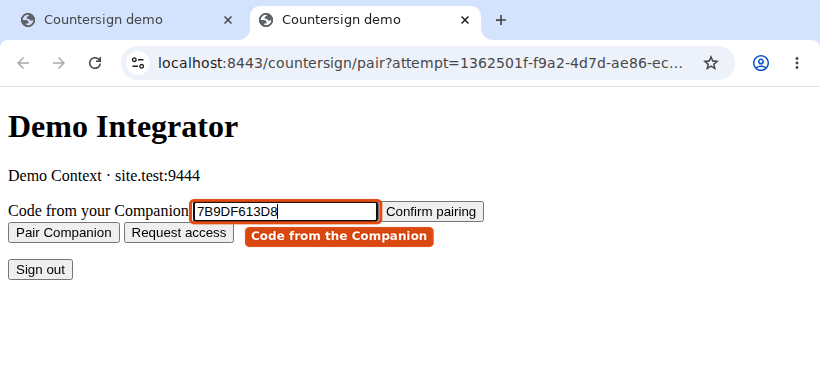 Countersign demo
Countersign demo
localhost:8443/countersign/pair?attempt=1362501f-f9a2-4d7d-ae86-ec...
Demo Integrator
Demo Context · site.test:9444
Code from your Companion 7B9DF613D8 Confirm pairing
Pair Companion Request access Code from the Companion
Sign out